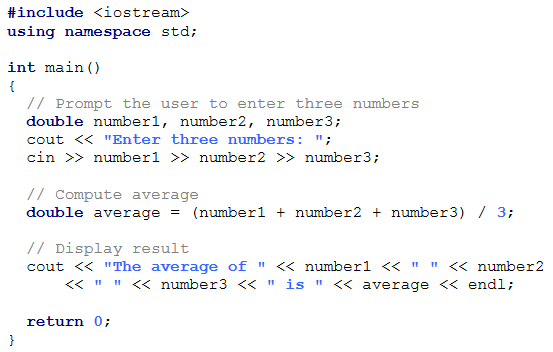 #include <iostream>
using namespace std;

int main()
{
  // Prompt the user to enter three numbers
  double number1, number2, number3;
  cout << "Enter three numbers: ";
  cin >> number1 >> number2 >> number3;

  // Compute average
  double average = (number1 + number2 + number3) / 3;

  // Display result
  cout << "The average of " << number1 << " " << number2
      << " " << number3 << " is " << average << endl;

  return 0;
}